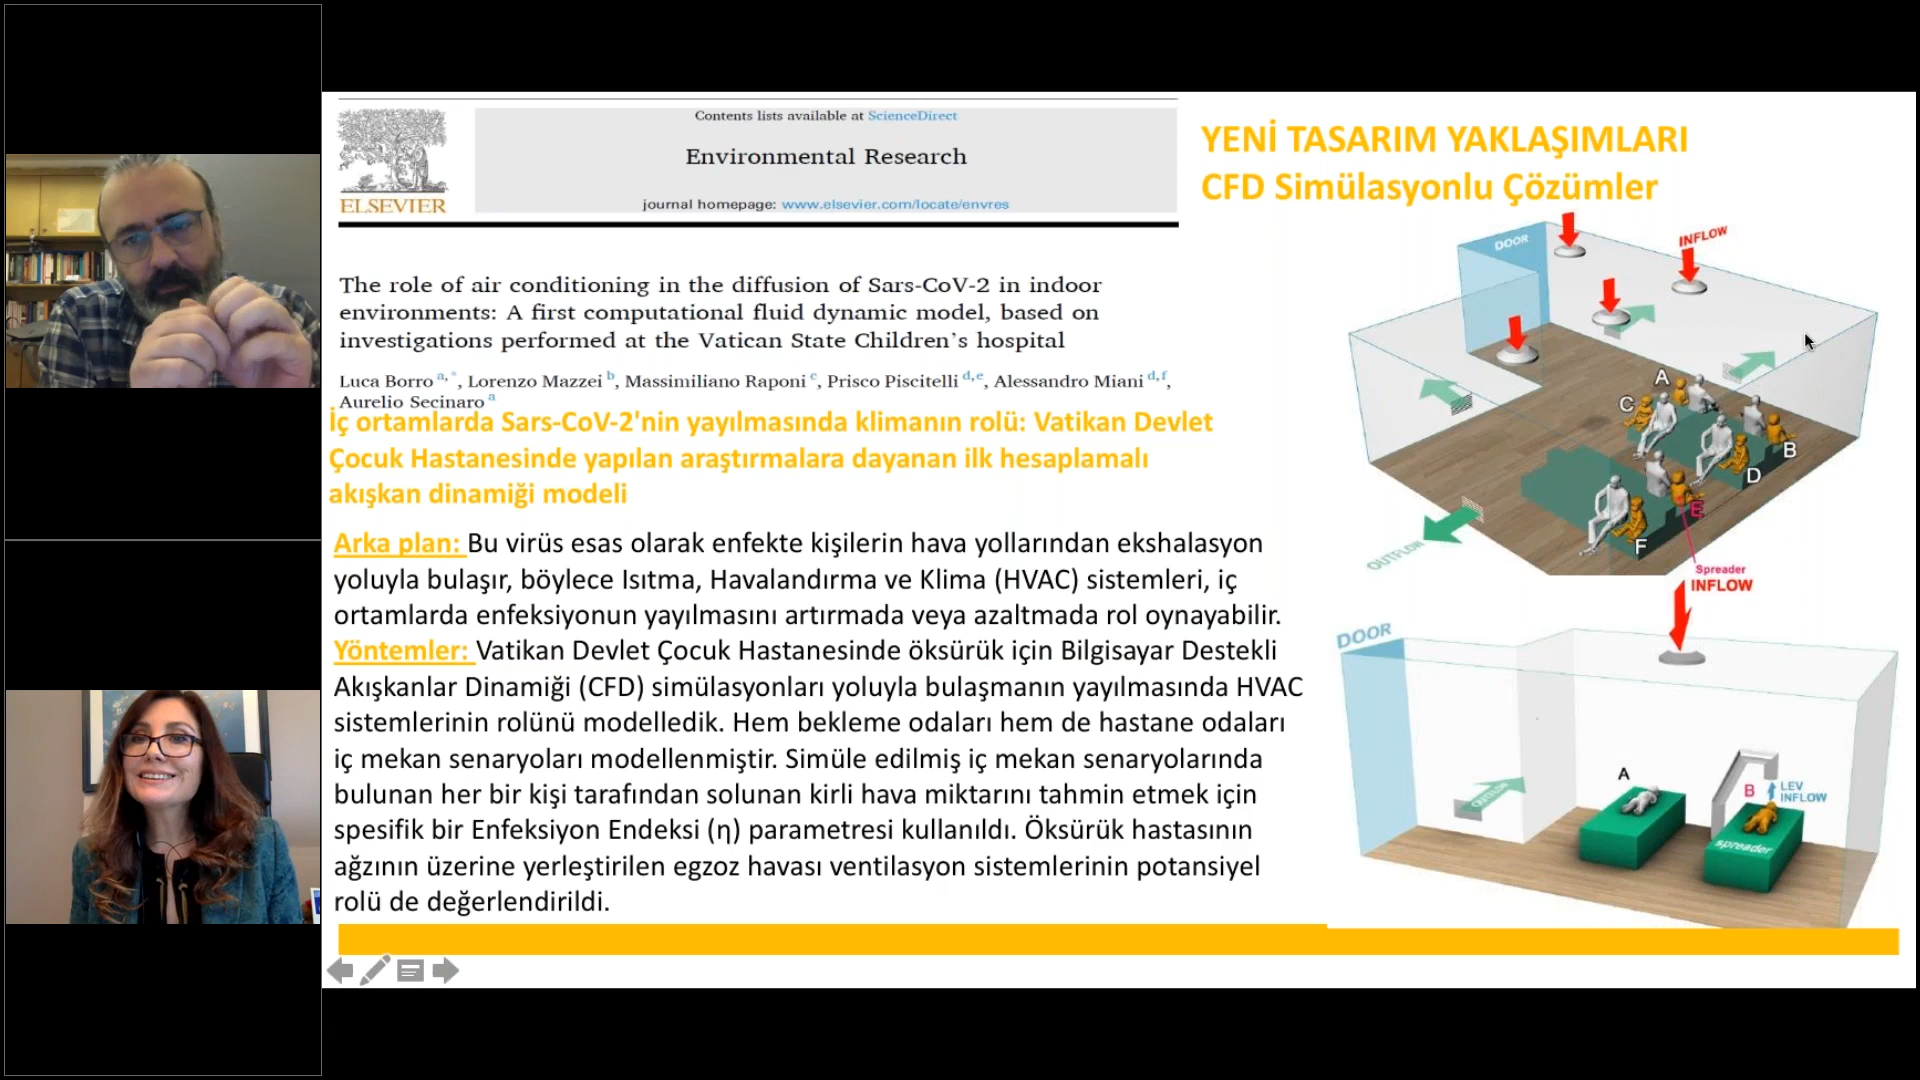 Contents lists available at ScienceDirect
Environmental Research
journal homepage: www.elsevier.com/locate/envres
ELSEVIER
The role of air conditioning in the diffusion of Sars-CoV-2 in indoor
environments: A first computational fluid dynamic model, based on
investigations performed at the Vatican State Children's hospital
Luca Borro a,*, Lorenzo Mazzei b, Massimiliano Raponi c, Prisco Piscitelli d,e, Alessandro Miani d,f,
Aurelio Secinaro a
İç ortamlarda Sars-CoV-2'nin yayılmasında klimanın rolü: Vatikan Devlet
Çocuk Hastanesinde yapılan araştırmalara dayanan ilk hesaplamalı
akışkan dinamiği modeli
Arka plan: Bu virüs esas olarak enfekte kişilerin hava yollarından ekshalasyon
yoluyla bulaşır, böylece Isıtma, Havalandırma ve Klima (HVAC) sistemleri, iç
ortamlarda enfeksiyonun yayılmasını artırmada veya azaltmada rol oynayabilir.
Yöntemler: Vatikan Devlet Çocuk Hastanesinde öksürük için Bilgisayar Destekli
Akışkanlar Dinamiği (CFD) simülasyonları yoluyla bulaşmanın yayılmasında HVAC
sistemlerinin rolünü modelledik. Hem bekleme odaları hem de hastane odaları
iç mekan senaryoları modellenmiştir. Simüle edilmiş iç mekan senaryolarında
bulunan her bir kişi tarafından solunan kirli hava miktarını tahmin etmek için
spesifik bir Enfeksiyon Endeksi (η) parametresi kullanıldı. Öksürük hastasının
ağzının üzerine yerleştirilen egzoz havası ventilasyon sistemlerinin potansiyel
rolü de değerlendirildi.
YENİ TASARIM YAKLAŞIMLARI
CFD Simülasyonlu Çözümler
DOOR
INFLOW
A
C
B
D
E
F
OUTFLOW
Spreader
INFLOW
DOOR
A
B
LEV
INFLOW
OUTFLOW
spreader